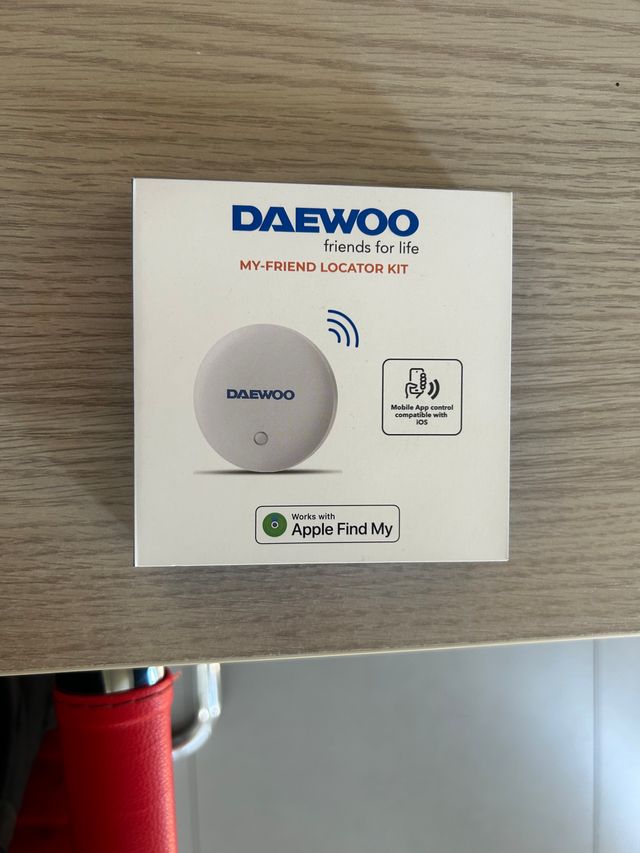 DAEWOO
friends for life
MY-FRIEND LOCATOR KIT
DAEWOO
Mobile App control
compatible with
iOS
Works with
Apple Find My